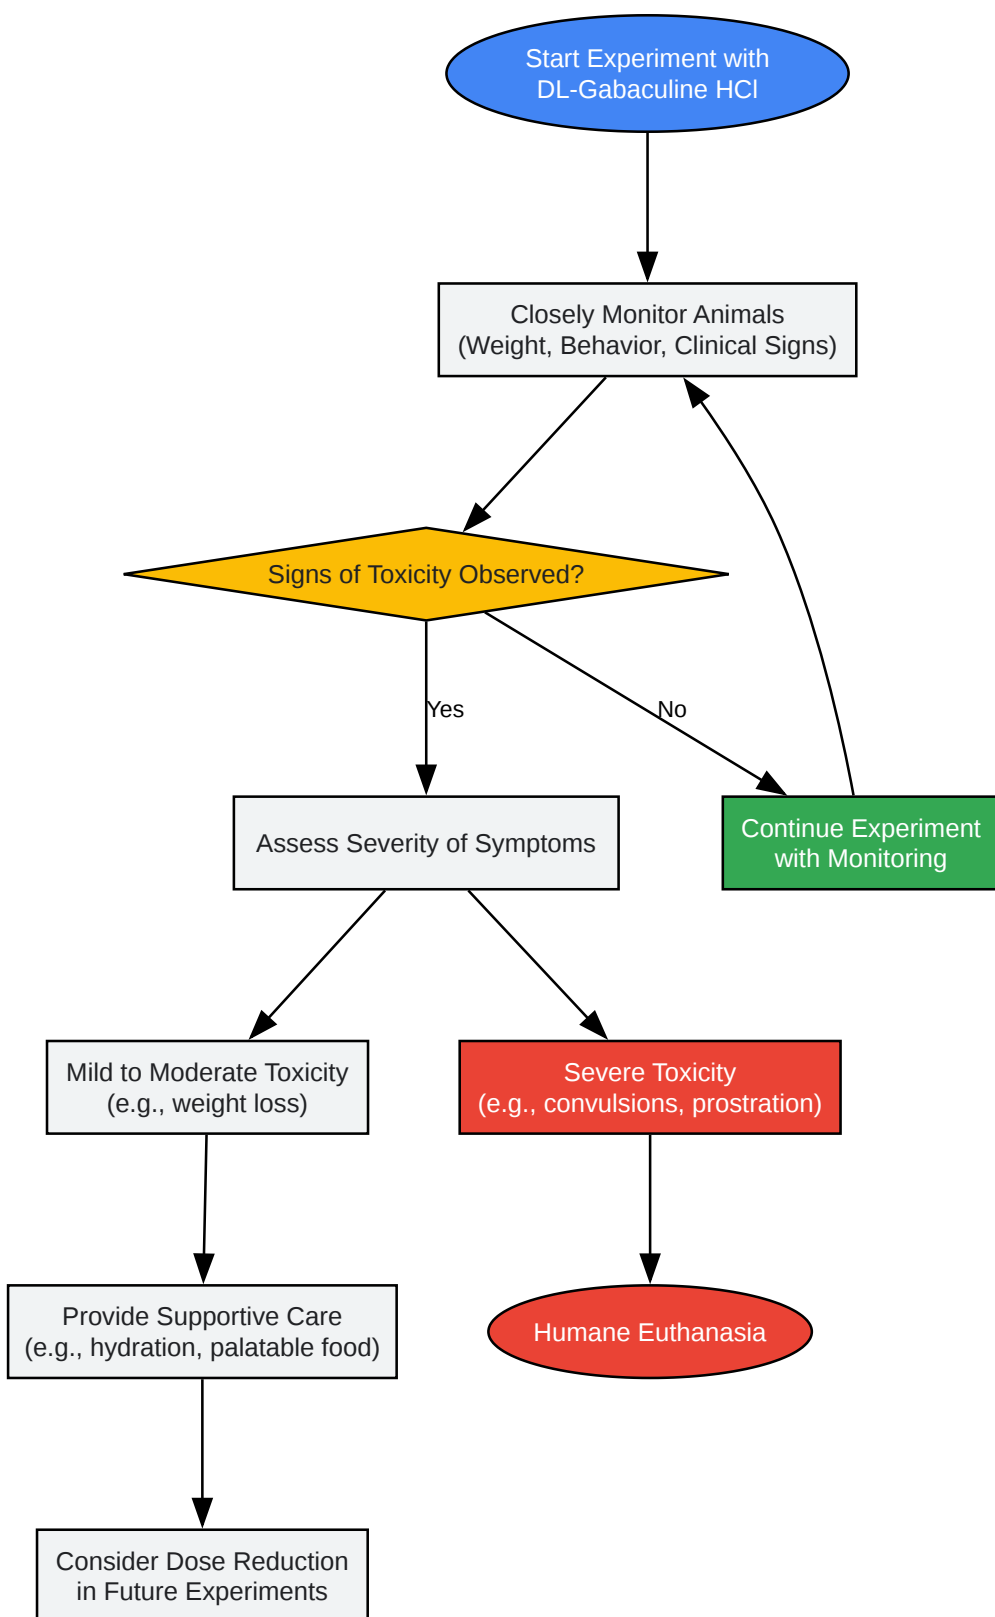 Start Experiment with
DL-Gabaculine HCl
Closely Monitor Animals
(Weight, Behavior, Clinical Signs)
Signs of Toxicity Observed?
Yes
No
Assess Severity of Symptoms
Continue Experiment
with Monitoring
Mild to Moderate Toxicity
(e.g., weight loss)
Severe Toxicity
(e.g., convulsions, prostration)
Provide Supportive Care
(e.g., hydration, palatable food)
Humane Euthanasia
Consider Dose Reduction
in Future Experiments